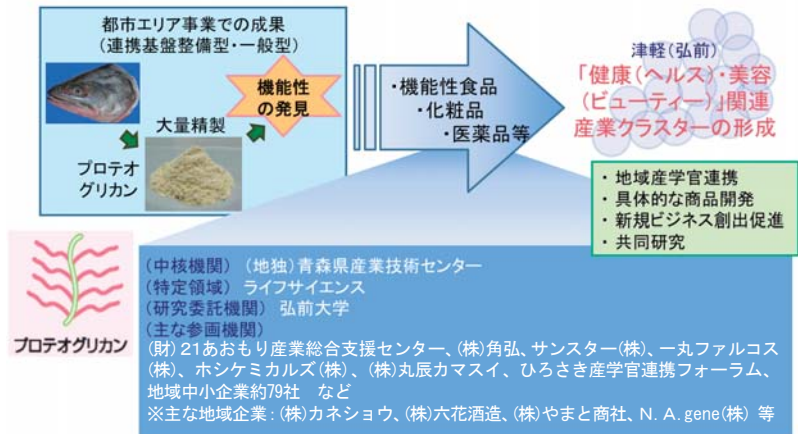 都市エリア事業での成果
(連携基盤整備型・一般型)
機能性
の発見
大量精製
プロテオ
グリカン
・機能性食品
・化粧品
・医薬品等
津軽(弘前)
「健康(ヘルス)・美容
(ビューティー)」関連
産業クラスターの形成
・地域産学官連携
・具体的な商品開発
・新規ビジネス創出促進
・共同研究
プロテオグリカン
(中核機関) (地独)青森県産業技術センター
(特定領域) ライフサイエンス
(研究委託機関) 弘前大学
(主な参画機関)
(財)21あおもり産業総合支援センター、(株)角弘、サンスター(株)、一丸ファルコス
(株)、ホシケミカルズ(株)、(株)丸辰カマスイ、ひろさき産学官連携フォーラム、
地域中小企業約79社 など
※主な地域企業:(株)カネショウ、(株)六花酒造、(株)やまと商社、N.A.gene(株) 等